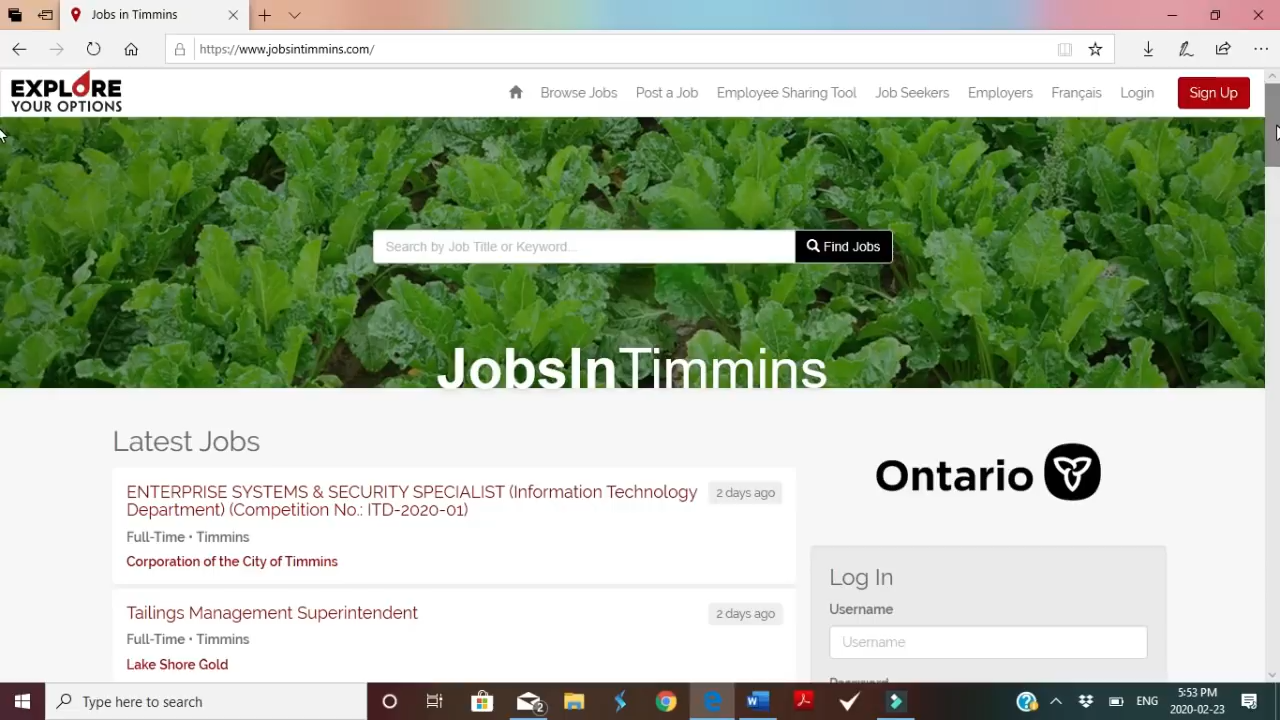 Jobs in Timmins
https://www.jobsintimmins.com/
EXPLORE
YOUR OPTIONS
Browse Jobs
Post a Job
Employee Sharing Tool
Job Seekers
Employers
Français
Login
Sign Up
Search by Job Title or Keyword...
Find Jobs
JobsInTimmins
Latest Jobs
ENTERPRISE SYSTEMS & SECURITY SPECIALIST (Information Technology
Department) (Competition No.: ITD-2020-01)
2 days ago
Full-Time • Timmins
Corporation of the City of Timmins
Tailings Management Superintendent
2 days ago
Full-Time • Timmins
Lake Shore Gold
Ontario
Log In
Username
Username
Password
Type here to search
2
ENG
5:53 PM
2020-02-23